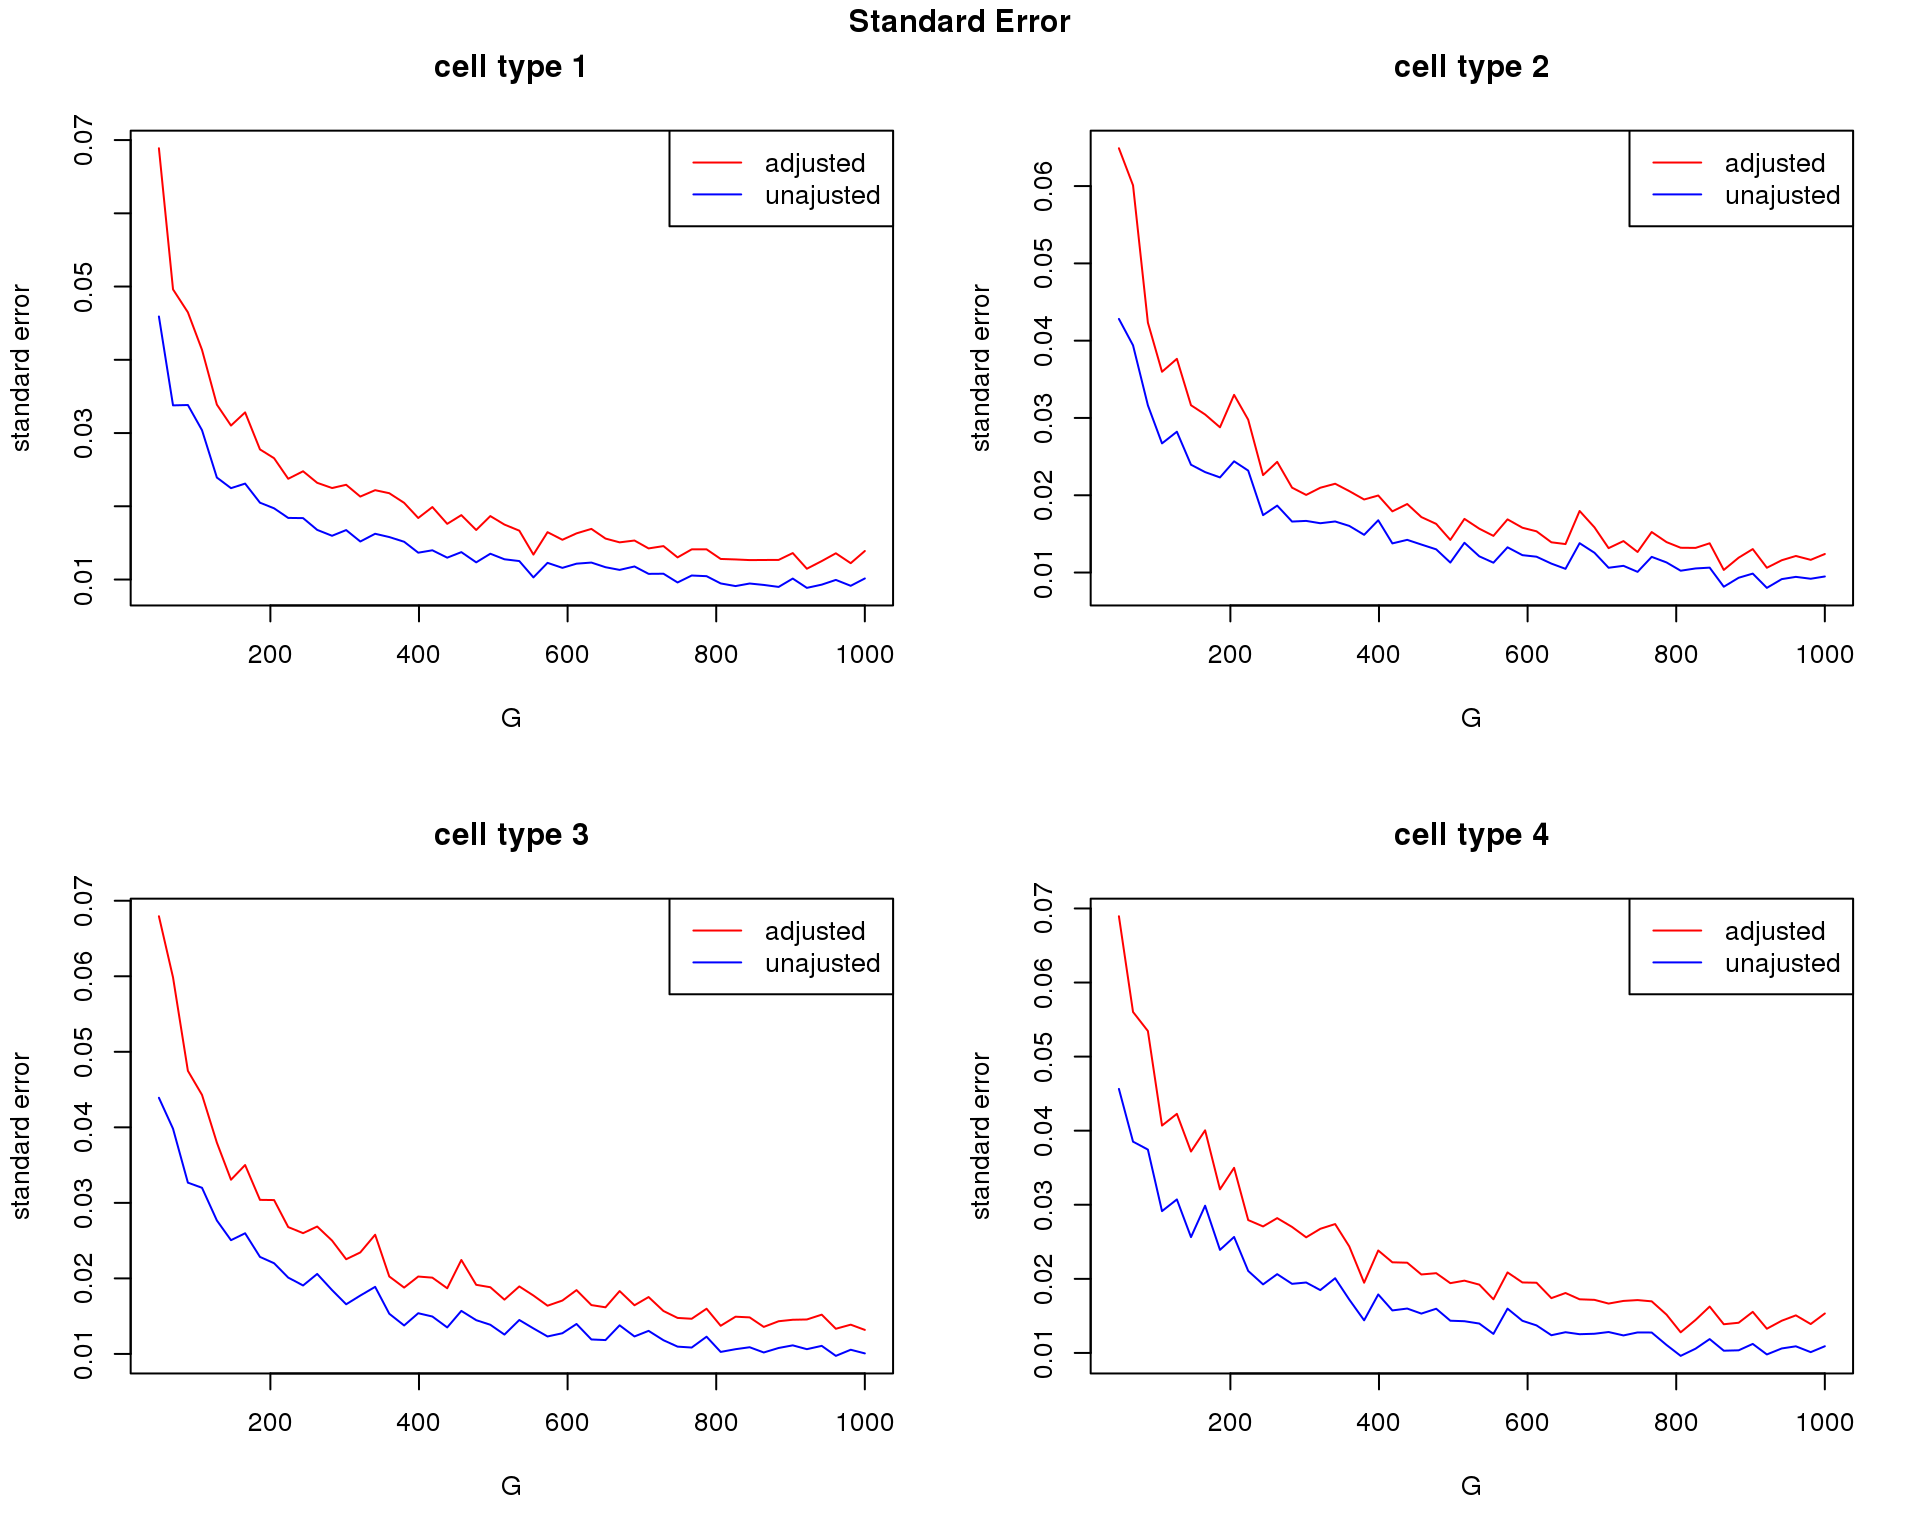 Standard Error
cell type 1
standard error
0.07
0.05
0.03
0.01
adjusted
unajusted
200 400 600 800 1000
G
cell type 2
standard error
0.06
0.05
0.04
0.03
0.02
0.01
adjusted
unajusted
200 400 600 800 1000
G
cell type 3
standard error
0.07
0.06
0.05
0.04
0.03
0.02
0.01
adjusted
unajusted
200 400 600 800 1000
G
cell type 4
standard error
0.07
0.06
0.05
0.04
0.03
0.02
0.01
adjusted
unajusted
200 400 600 800 1000
G